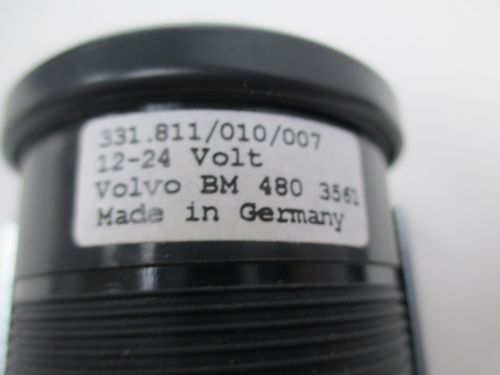 331.811/010/007
12-24 Volt
Volvo BM 480 3561
Made in Germany